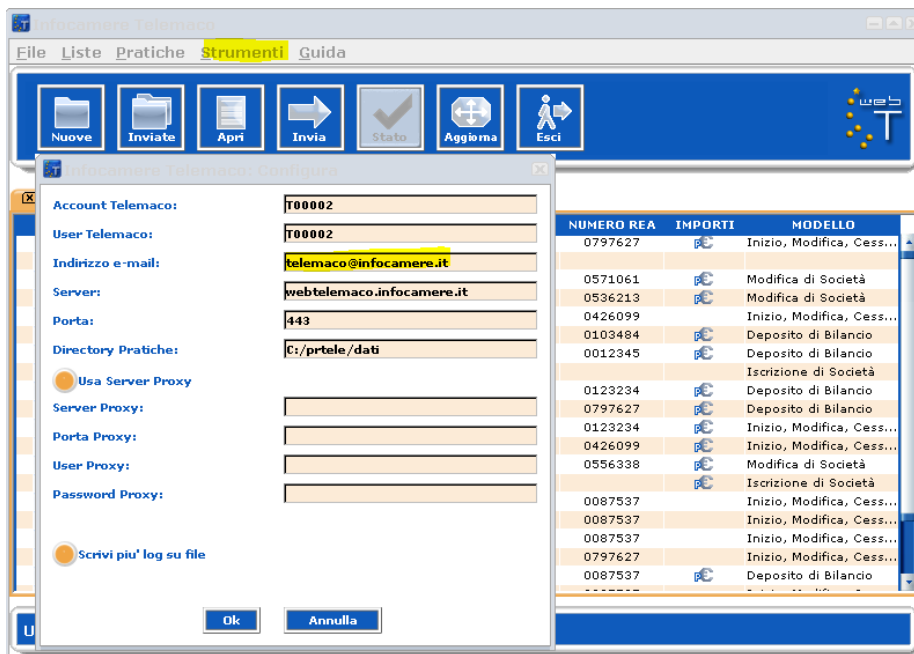 Infocamere Telemaco
File Liste Pratiche Strumenti Guida
Nuove Inviate Apri Invia Stato Aggiorna Esci
web T
Infocamere Telemaco: Configura
Account Telemaco: T00002
User Telemaco: T00002
Indirizzo e-mail: telemaco@infocamere.it
Server: webtelemaco.infocamere.it
Porta: 443
Directory Pratiche: C:/prtele/dati
Usa Server Proxy
Server Proxy:
Porta Proxy:
User Proxy:
Password Proxy:
Scrivi piu' log su file
Ok Annulla
NUMERO REA IMPORTI MODELLO
0797627 Inizio, Modifica, Cess...
0571061 Modifica di Società
0536213 Modifica di Società
0426099 Inizio, Modifica, Cess...
0103484 Deposito di Bilancio
0012345 Deposito di Bilancio
Iscrizione di Società
0123234 Deposito di Bilancio
0797627 Deposito di Bilancio
0123234 Inizio, Modifica, Cess...
0426099 Inizio, Modifica, Cess...
0556338 Modifica di Società
Iscrizione di Società
0087537 Inizio, Modifica, Cess...
0087537 Inizio, Modifica, Cess...
0087537 Inizio, Modifica, Cess...
0797627 Inizio, Modifica, Cess...
0087537 Deposito di Bilancio
U